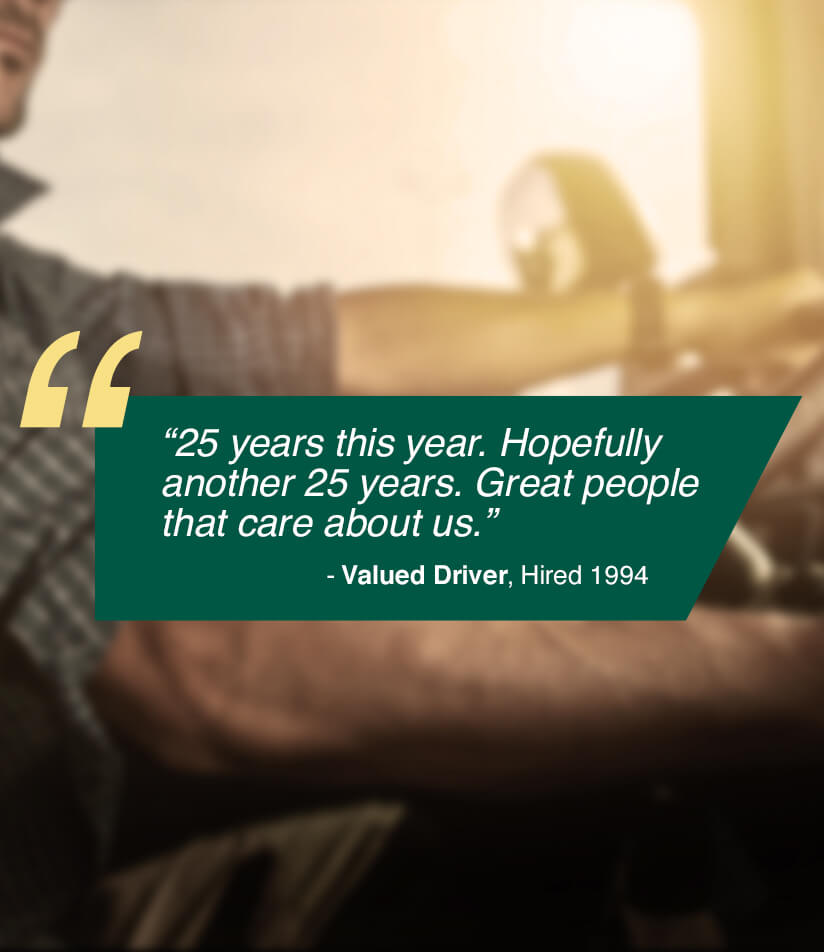 “25 years this year. Hopefully
another 25 years. Great people
that care about us.”
- Valued Driver, Hired 1994